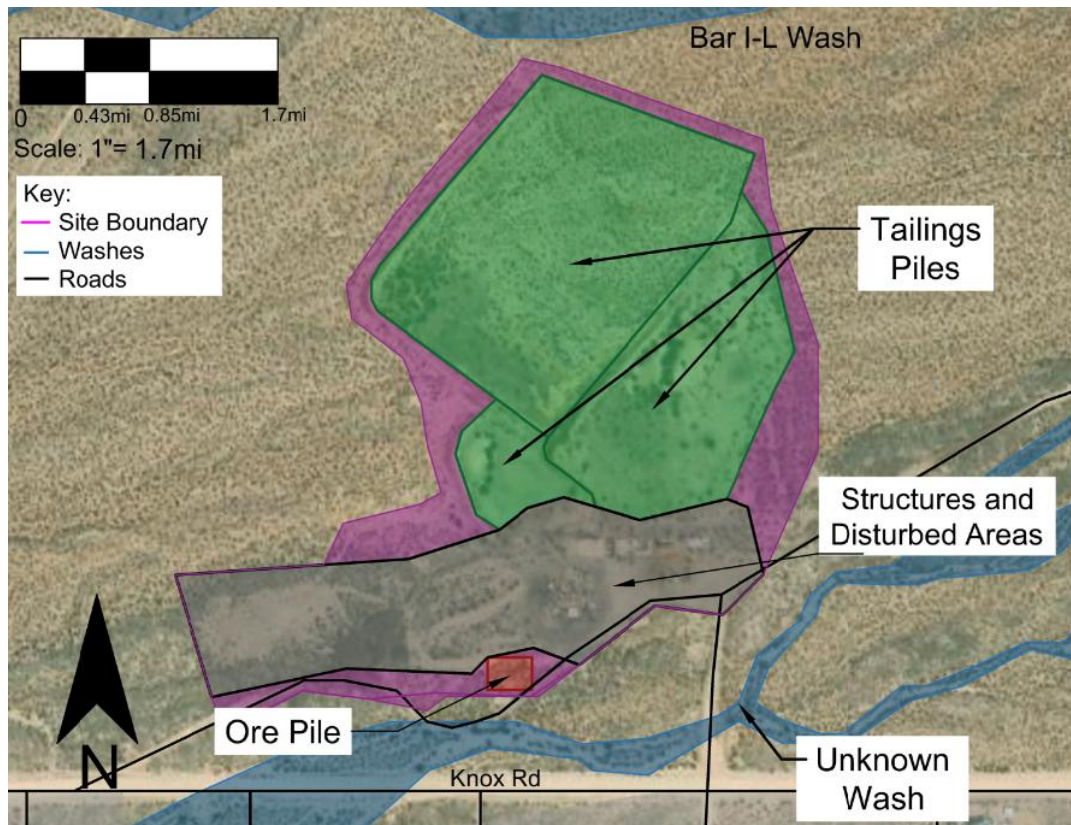 Bar I-L Wash
0 0.43mi 0.85mi 1.7mi
Scale: 1"= 1.7mi
Key:
Site Boundary
Washes
Roads
Tailings
Piles
Structures and
Disturbed Areas
Ore Pile
Unknown
Wash
N
Knox Rd